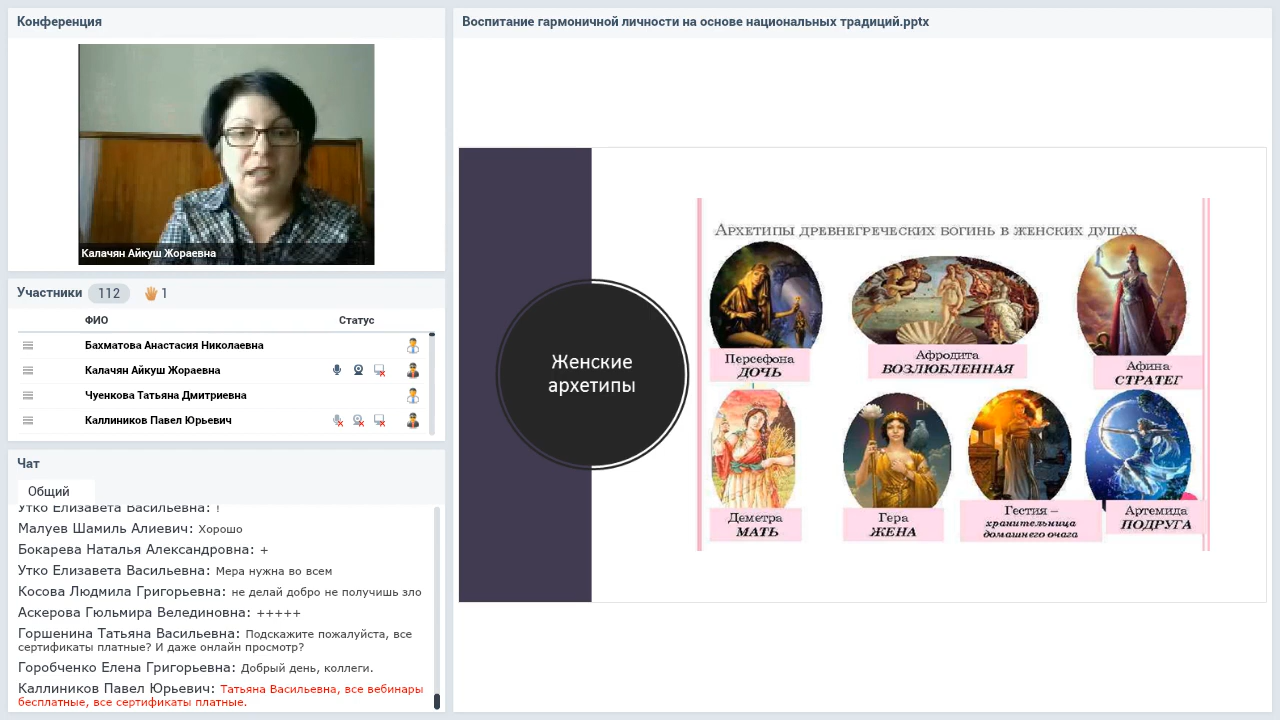 Конференция
Калачян Айкуш Жораевна
Участники 112 1
ФИО Статус
Бахматова Анастасия Николаевна
Калачян Айкуш Жораевна
Чуенкова Татьяна Дмитриевна
Каллиников Павел Юрьевич
Чат
Общий
Утко Елизавета Васильевна: !
Малуев Шамиль Алиевич: Хорошо
Бокарева Наталья Александровна: +
Утко Елизавета Васильевна: Мера нужна во всем
Косова Людмила Григорьевна: не делай добро не получишь зло
Аскерова Гюльмира Велединовна: +++++
Горшенина Татьяна Васильевна: Подскажите пожалуйста, все
сертификаты платные? И даже онлайн просмотр?
Горобченко Елена Григорьевна: Добрый день, коллеги.
Каллиников Павел Юрьевич: Татьяна Васильевна, все вебинары
бесплатные, все сертификаты платные.
Воспитание гармоничной личности на основе национальных традиций.pptx
Женские
архетипы
Архетипы древнегреческих богинь в женских душах
Персефона
ДОЧЬ
Афродита
ВОЗЛЮБЛЕННАЯ
Афина
СТРАТЕГ
Деметра
МАТЬ
Гера
ЖЕНА
Гестия –
хранительница
домашнего очага
Артемида
ПОДРУГА